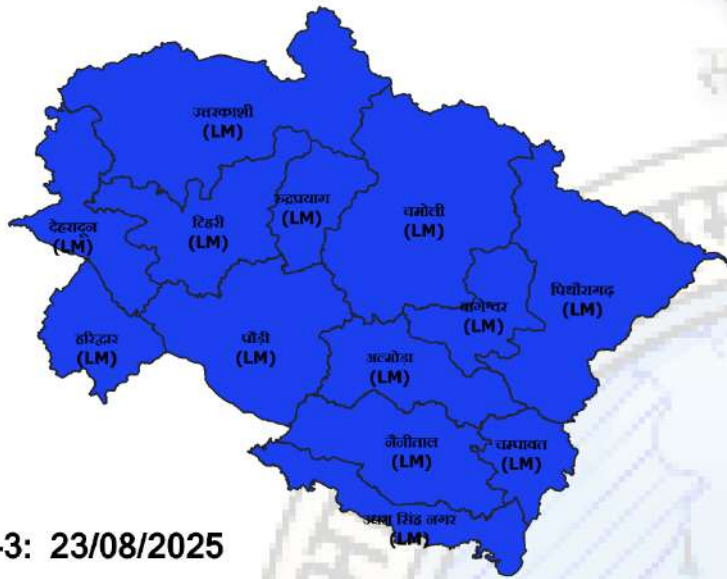 उत्तरकाशी
(LM)
रुद्रप्रयाग
(LM)
चमोली
(LM)
देहरादून
(LM)
टिहरी
(LM)
पिथौरागढ़
(LM)
बागेश्वर
(LM)
हरिद्वार
(LM)
पौड़ी
(LM)
अल्मोड़ा
(LM)
नैनीताल
(LM)
चम्पावत
(LM)
सिंह नगर
(LM)
-3: 23/08/2025